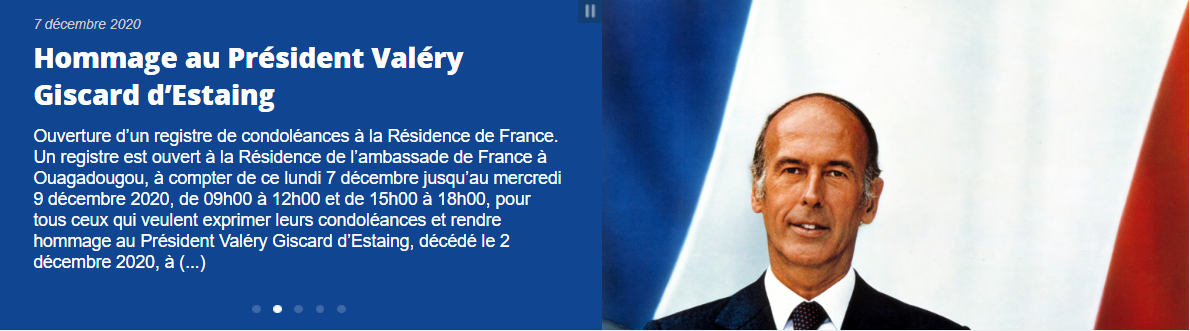 7 décembre 2020
Hommage au Président Valéry
Giscard d’Estaing
Ouverture d’un registre de condoléances à la Résidence de France.
Un registre est ouvert à la Résidence de l’ambassade de France à
Ouagadougou, à compter de ce lundi 7 décembre jusqu’au mercredi
9 décembre 2020, de 09h00 à 12h00 et de 15h00 à 18h00, pour
tous ceux qui veulent exprimer leurs condoléances et rendre
hommage au Président Valéry Giscard d’Estaing, décédé le 2
décembre 2020, à (...)